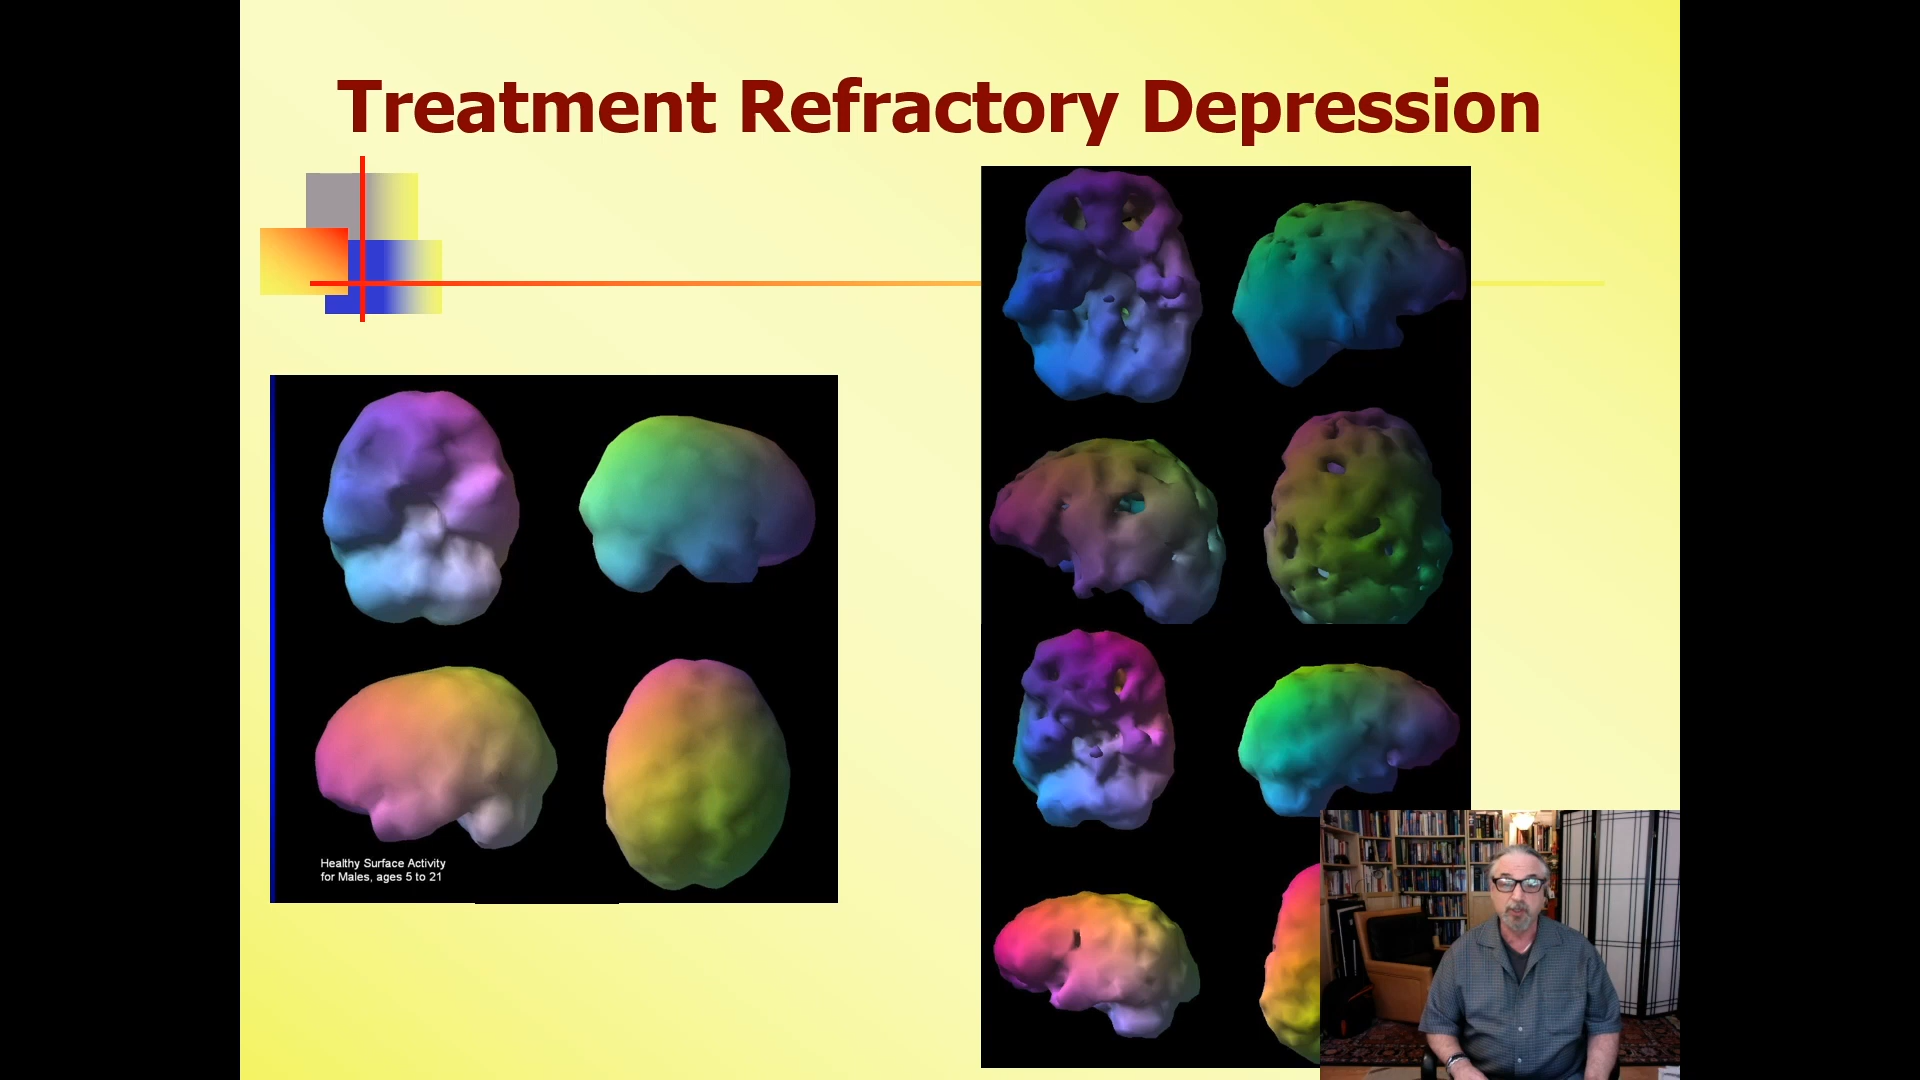 Treatment Refractory Depression
Healthy Surface Activity
for Males, ages 5 to 21